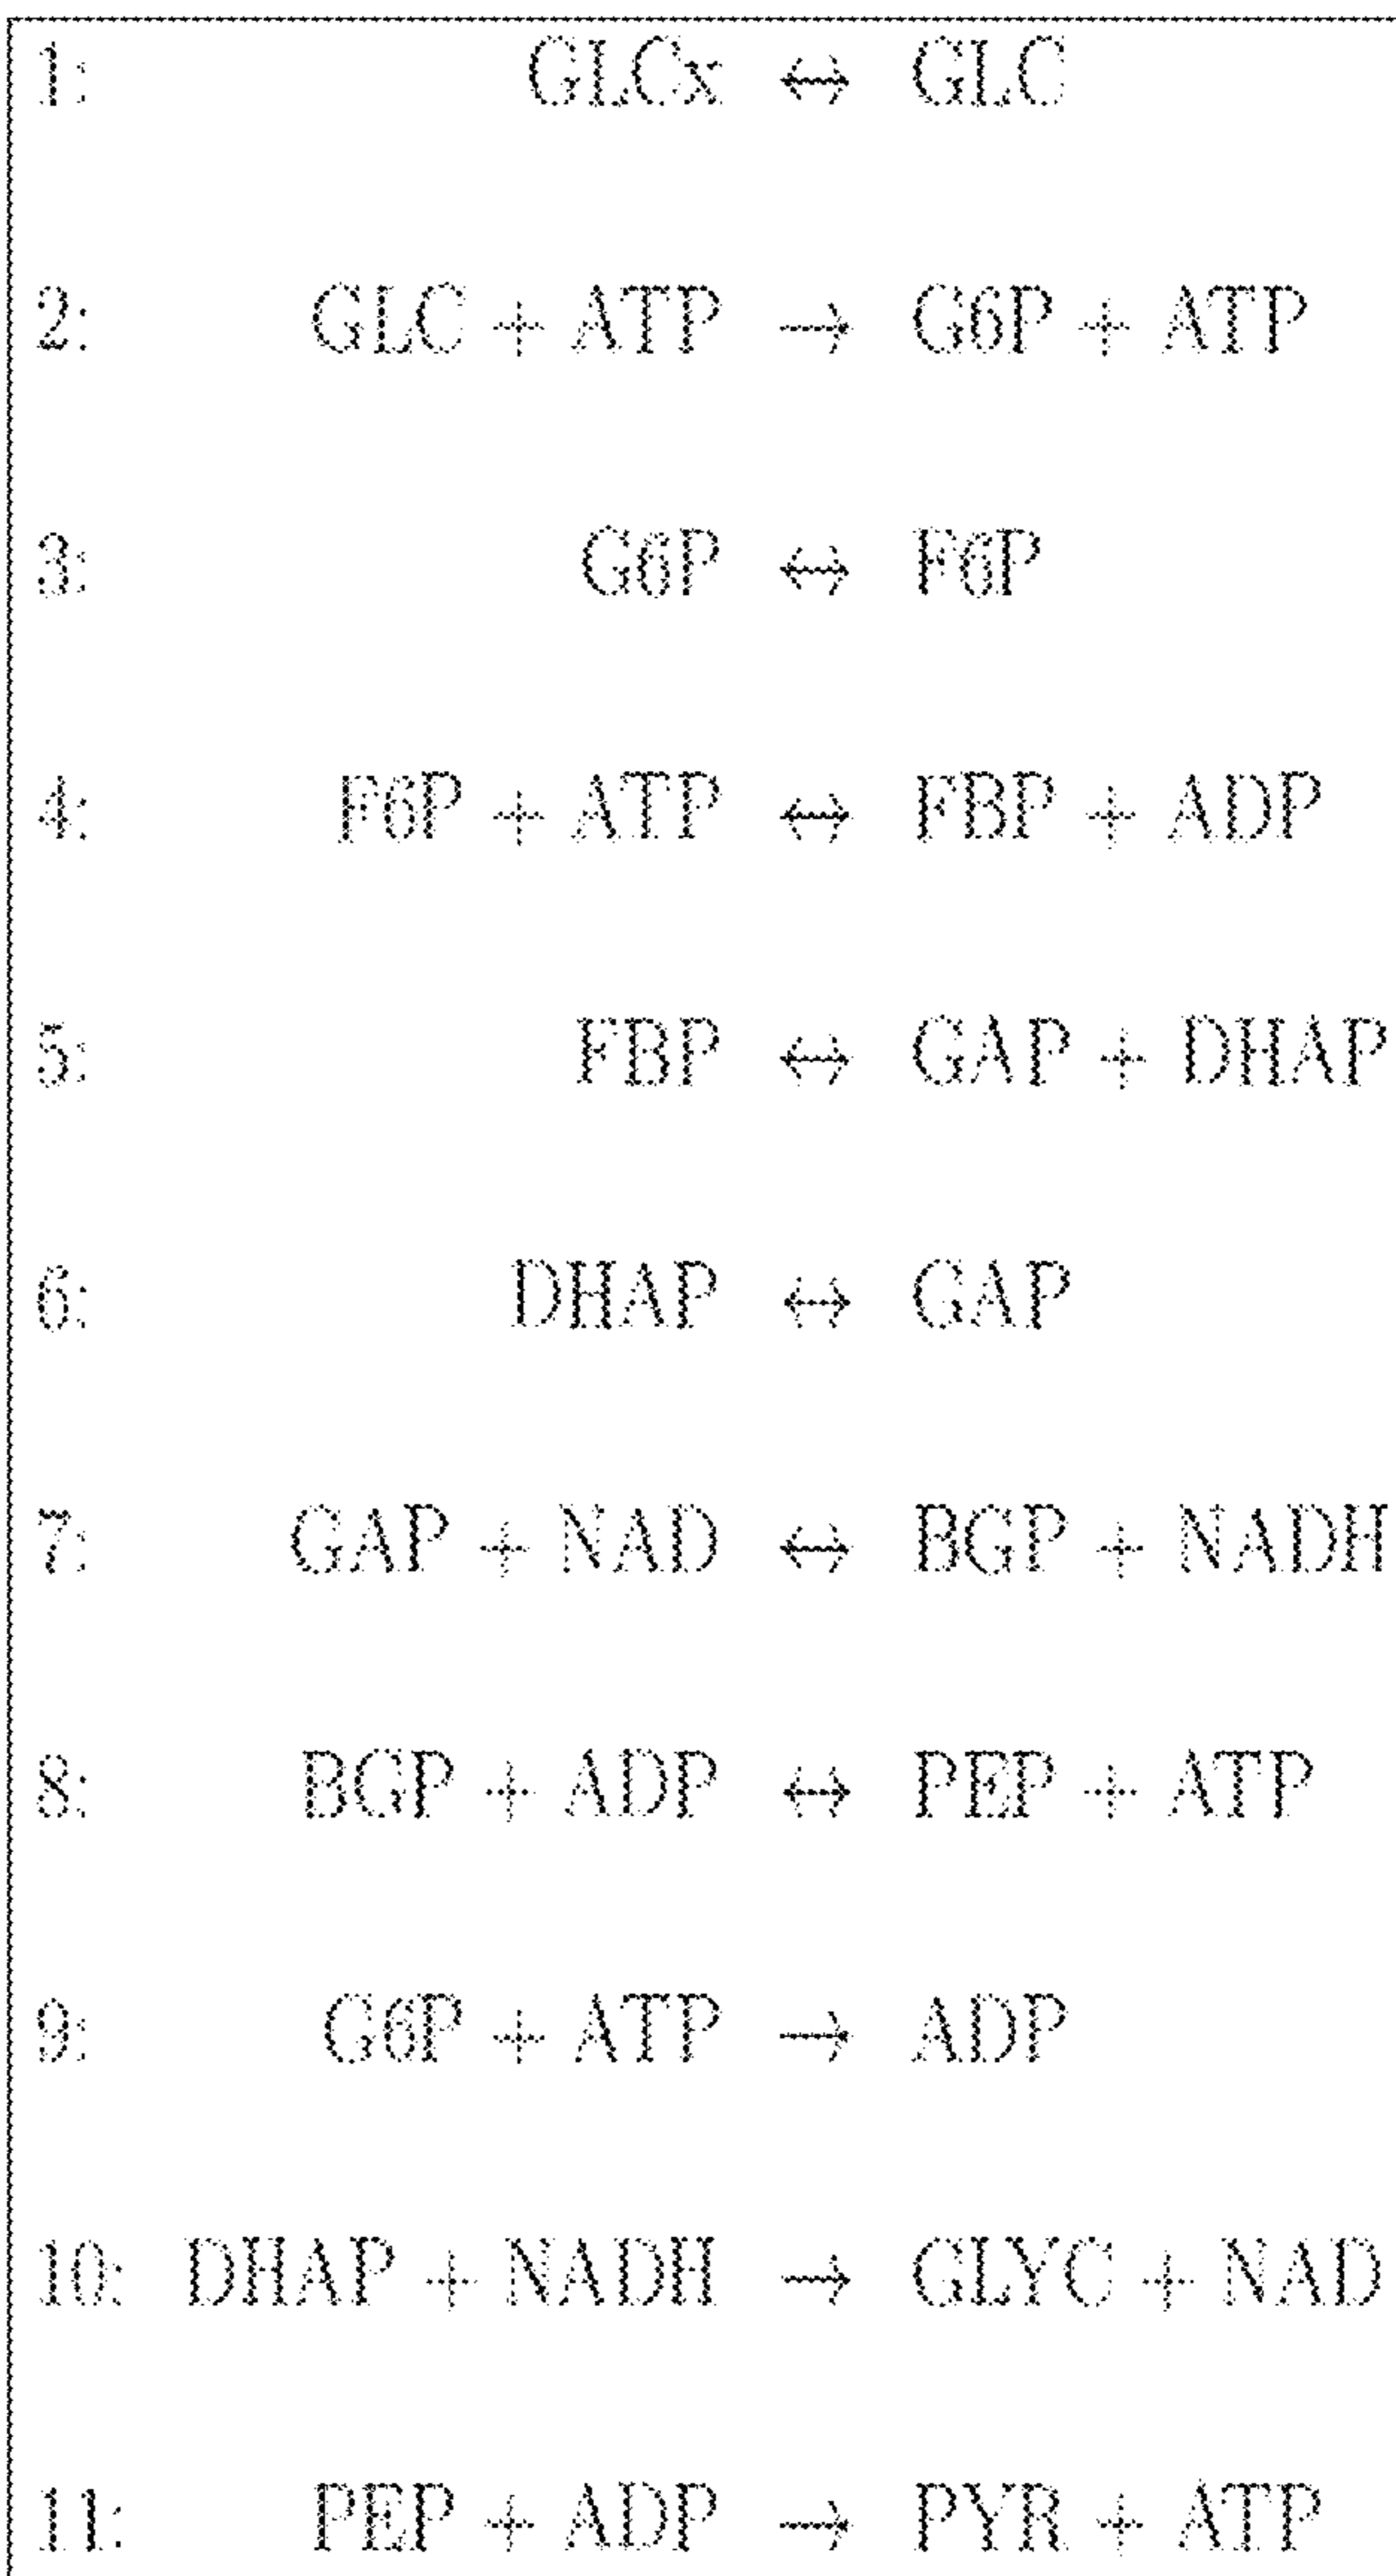 1: GLCx ↔ GLC
2: GLC + ATP → G6P + ATP
3: G6P ↔ F6P
4: F6P + ATP ↔ FBP + ADP
5: FBP ↔ GAP + DHAP
6: DHAP ↔ GAP
7: GAP + NAD ↔ BGP + NADH
8: BGP + ADP ↔ PEP + ATP
9: G6P + ATP → ADP
10: DHAP + NADH → GLYC + NAD
11: PEP + ADP → PYR + ATP